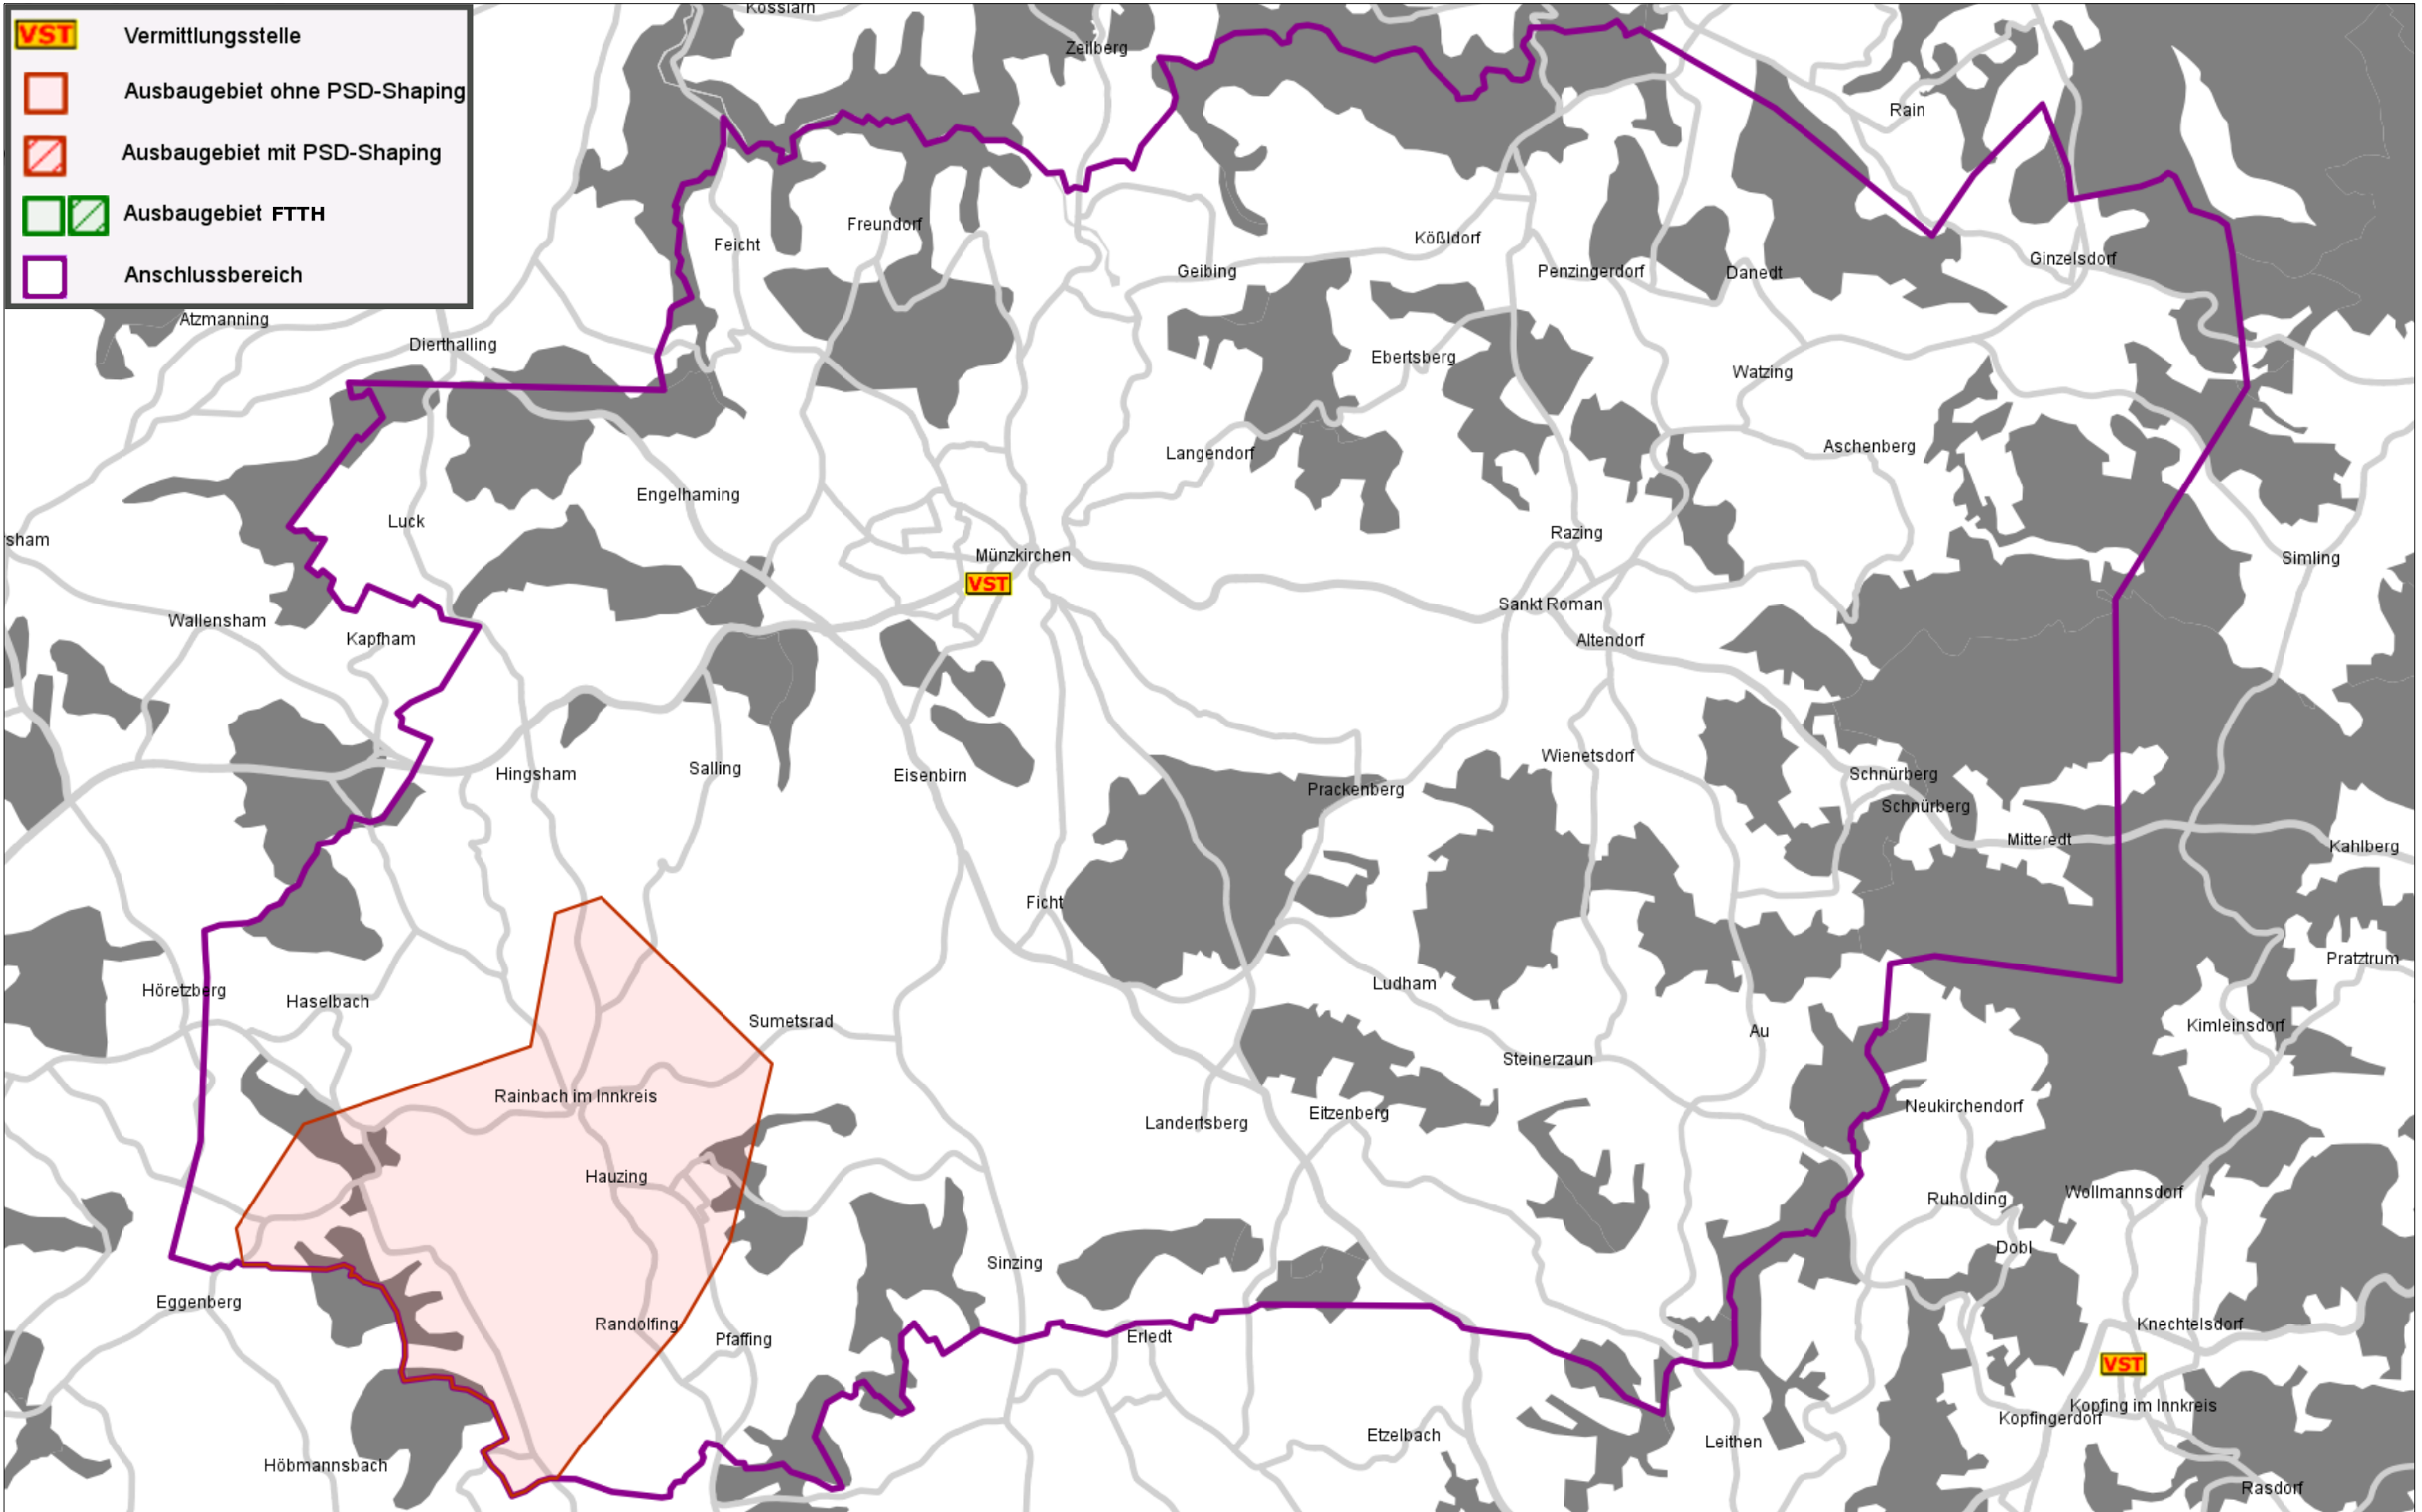 Kösslarn
VST Vermittlungsstelle
Zeilberg
Ausbaugebiet ohne PSD-Shaping
Rain
Ausbaugebiet mit PSD-Shaping
Ausbaugebiet FTTH
Freundorf
Feicht
Kößldorf
Ginzelsdorf
Anschlussbereich
Geibing
Penzingerdorf
Danedt
Atzmanning
Dierthalling
Ebertsberg
Watzing
Aschenberg
Langendorf
Engelhaming
Luck
Razing
sham
Münzkirchen
Simling
VST
Sankt Roman
Wallensham
Kapfham
Altendorf
Wienetsdorf
Hingsham
Salling
Eisenbirn
Schnürberg
Prackenberg
Schnürberg
Mitteredt
Kahlberg
Ficht
Pratztrum
Höretzberg
Haselbach
Ludham
Sumetsrad
Kimleinsdorf
Au
Steinerzaun
Rainbach im Innkreis
Neukirchendorf
Landertsberg
Eitzenberg
Hauzing
Wollmannsdorf
Ruholding
Dobl
Sinzing
Eggenberg
Randolfing
Knechtelsdorf
Pfaffing
Erledt
VST
Kopfing im Innkreis
Kopfingerdorf
Etzelbach
Leithen
Höbmannsbach
Rasdorf